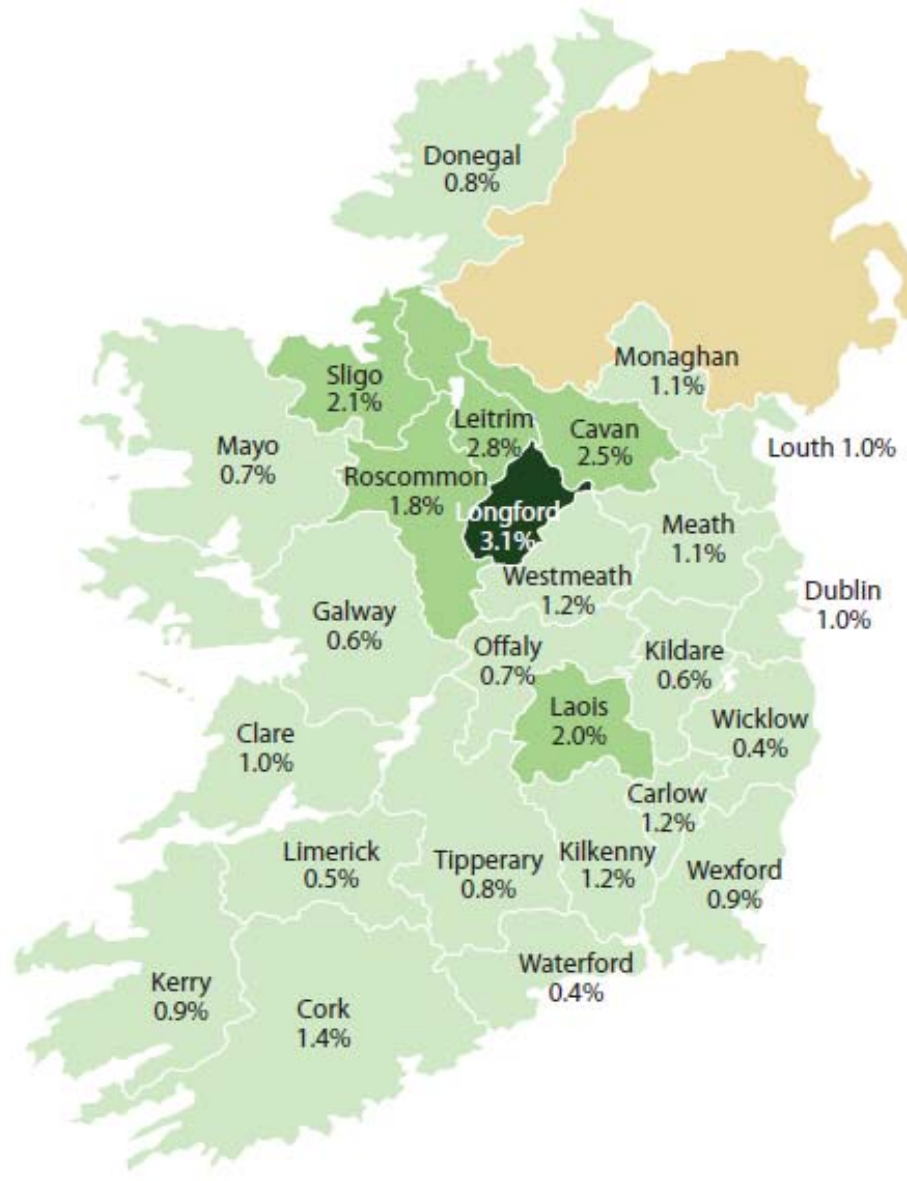 Donegal
0.8%
Monaghan
1.1%
Sligo
2.1%
Leitrim
2.8%
Cavan
2.5%
Louth 1.0%
Mayo
0.7%
Roscommon
1.8%
Longford
3.1%
Meath
1.1%
Westmeath
1.2%
Dublin
1.0%
Galway
0.6%
Offaly
0.7%
Kildare
0.6%
Laois
2.0%
Wicklow
0.4%
Clare
1.0%
Carlow
1.2%
Limerick
0.5%
Tipperary
0.8%
Kilkenny
1.2%
Wexford
0.9%
Waterford
0.4%
Kerry
0.9%
Cork
1.4%